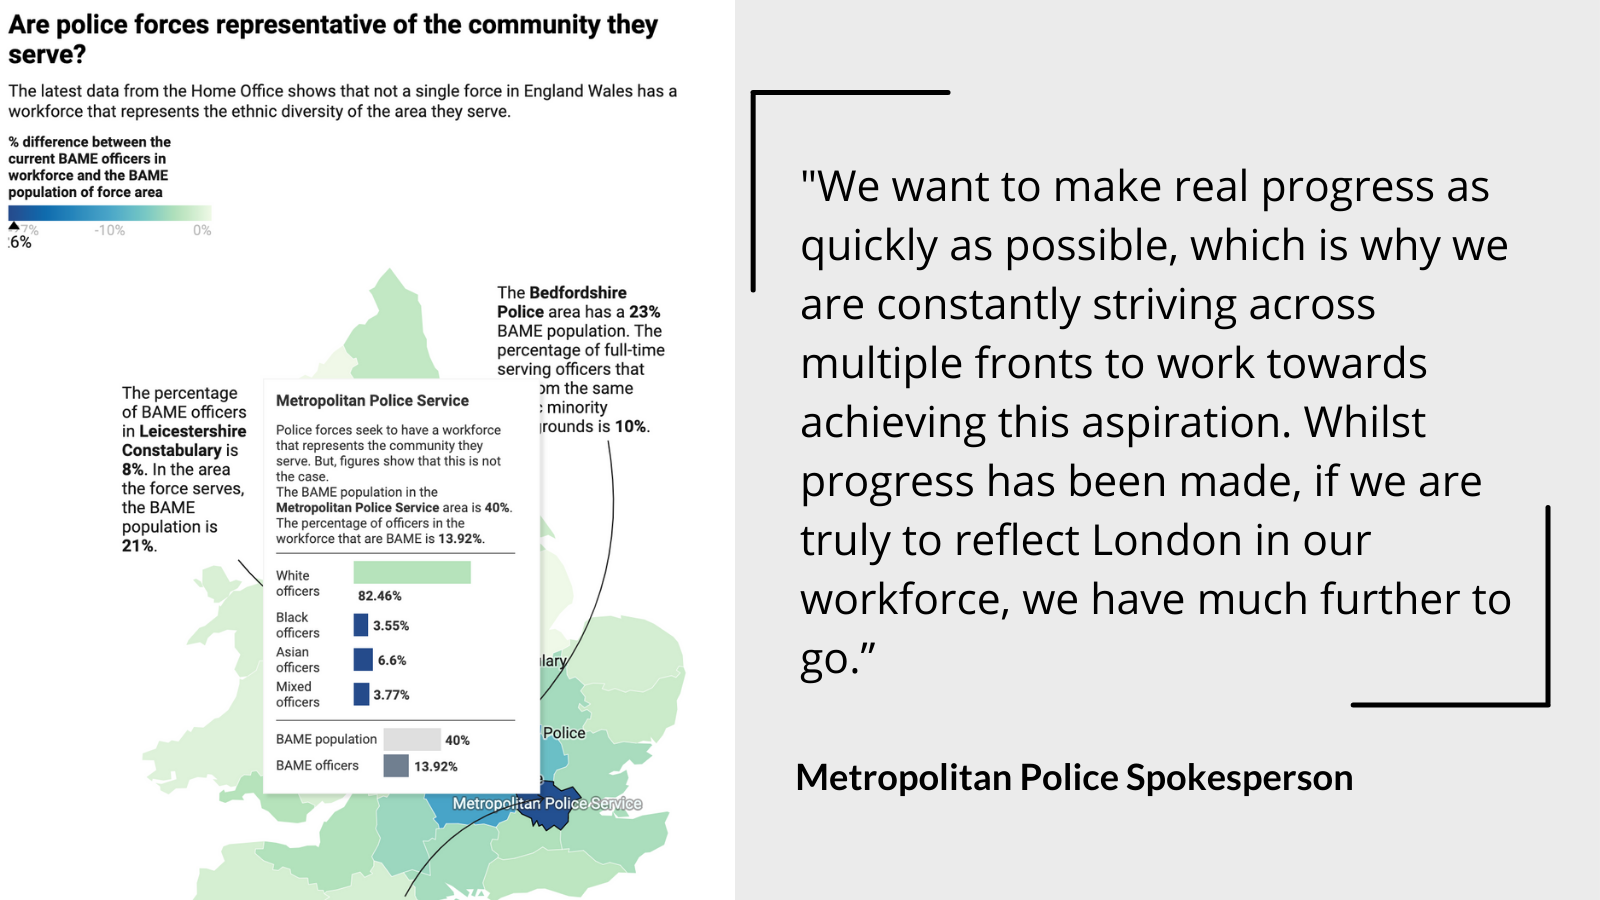 Are police forces representative of the community they
serve?
The latest data from the Home Office shows that not a single force in England Wales has a
workforce that represents the ethnic diversity of the area they serve.
% difference between the
current BAME officers in
workforce and the BAME
population of force area
7%
-10%
0%
6%
The Bedfordshire
Police area has a 23%
BAME population. The
percentage of full-time
serving officers that
om the same
c minority
rounds is 10%.
The percentage
of BAME officers
in Leicestershire
Constabulary is
8%. In the area
the force serves,
the BAME
population is
21%.
Metropolitan Police Service
Police forces seek to have a workforce
that represents the community they
serve. But, figures show that this is not
the case.
The BAME population in the
Metropolitan Police Service area is 40%.
The percentage of officers in the
workforce that are BAME is 13.92%.
White
officers
82.46%
Black
officers
3.55%
Asian
officers
6.6%
Mixed
officers
3.77%
BAME population 40%
BAME officers 13.92%
lary
Police
e
Metropolitan Police Service
"We want to make real progress as
quickly as possible, which is why we
are constantly striving across
multiple fronts to work towards
achieving this aspiration. Whilst
progress has been made, if we are
truly to reflect London in our
workforce, we have much further to
go.”
Metropolitan Police Spokesperson